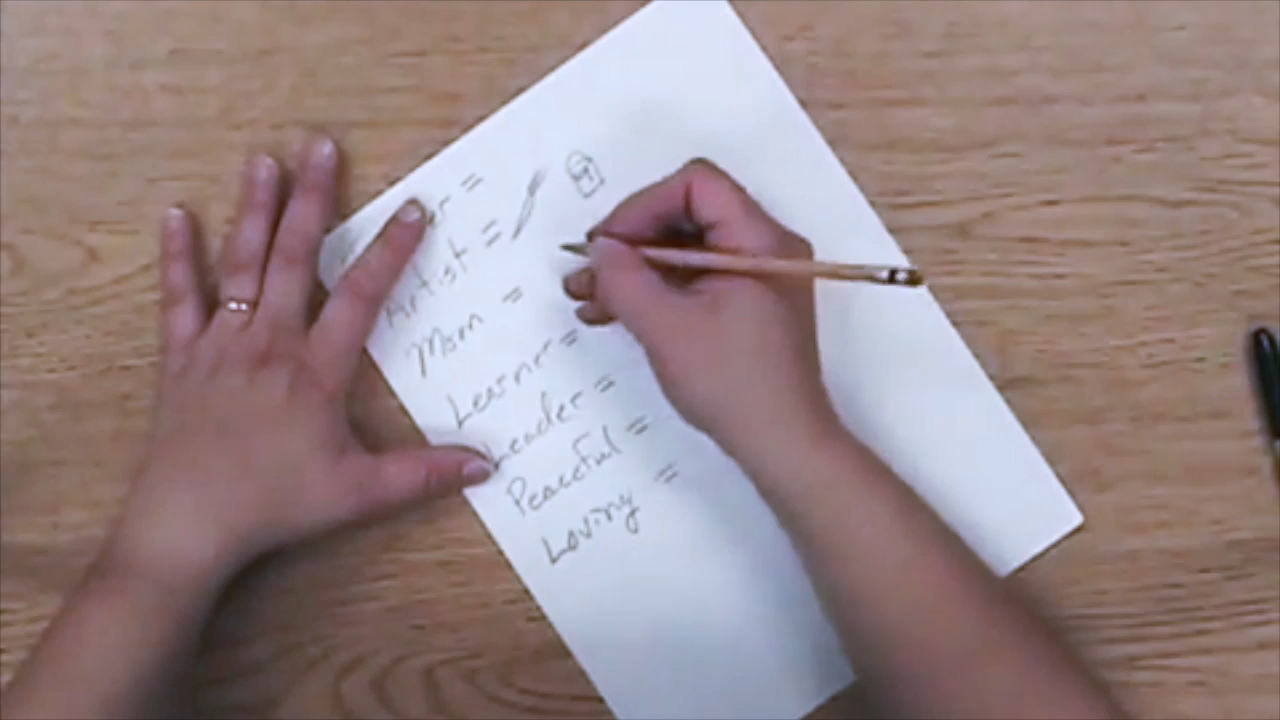 =
Artist =
Mom =
Learner =
Leader =
Peaceful =
Loving =